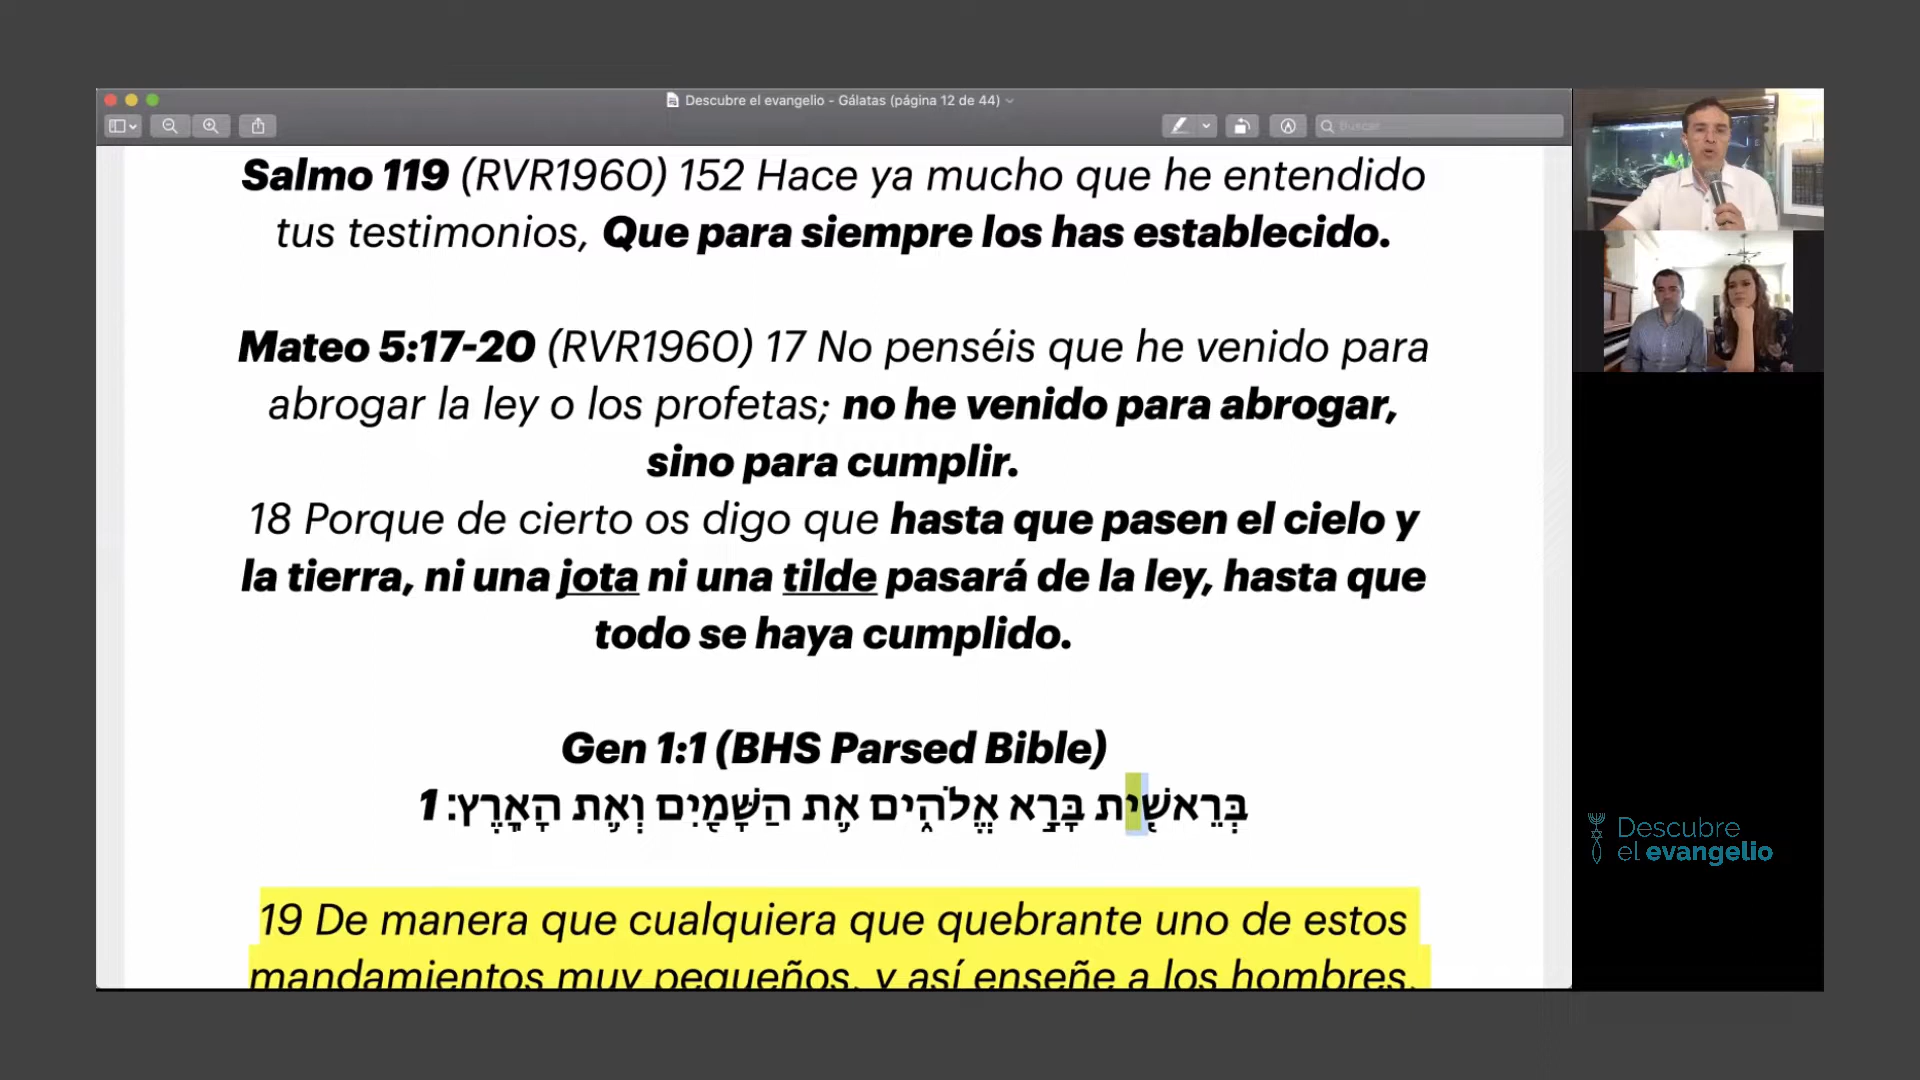 Descubre el evangelio - Gálatas (página 12 de 44)
Buscar
Salmo 119 (RVR1960) 152 Hace ya mucho que he entendido
tus testimonios, Que para siempre los has establecido.
Mateo 5:17-20 (RVR1960) 17 No penséis que he venido para
abrogar la ley o los profetas; no he venido para abrogar,
sino para cumplir.
18 Porque de cierto os digo que hasta que pasen el cielo y
la tierra, ni una jota ni una tilde pasará de la ley, hasta que
todo se haya cumplido.
Gen 1:1 (BHS Parsed Bible)
בְּרֵאשִׁ֖ית בָּרָ֣א אֱלֹהִ֑ים אֵ֥ת הַשָּׁמַ֖יִם וְאֵ֥ת הָאָֽרֶץ׃ 1
19 De manera que cualquiera que quebrante uno de estos
mandamientos muy pequeños, y así enseñe a los hombres,
Descubre
el evangelio